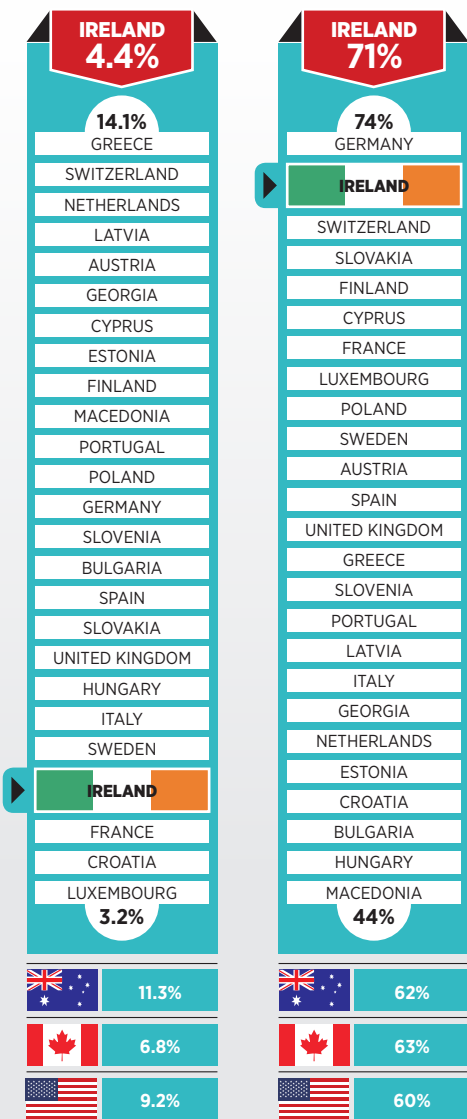 IRELAND
4.4%
14.1%
GREECE
SWITZERLAND
NETHERLANDS
LATVIA
AUSTRIA
GEORGIA
CYPRUS
ESTONIA
FINLAND
MACEDONIA
PORTUGAL
POLAND
GERMANY
SLOVENIA
BULGARIA
SPAIN
SLOVAKIA
UNITED KINGDOM
HUNGARY
ITALY
SWEDEN
IRELAND
FRANCE
CROATIA
LUXEMBOURG
3.2%
11.3%
6.8%
9.2%
IRELAND
71%
74%
GERMANY
IRELAND
SWITZERLAND
SLOVAKIA
FINLAND
CYPRUS
FRANCE
LUXEMBOURG
POLAND
SWEDEN
AUSTRIA
SPAIN
UNITED KINGDOM
GREECE
SLOVENIA
PORTUGAL
LATVIA
ITALY
GEORGIA
NETHERLANDS
ESTONIA
CROATIA
BULGARIA
HUNGARY
MACEDONIA
44%
62%
63%
60%